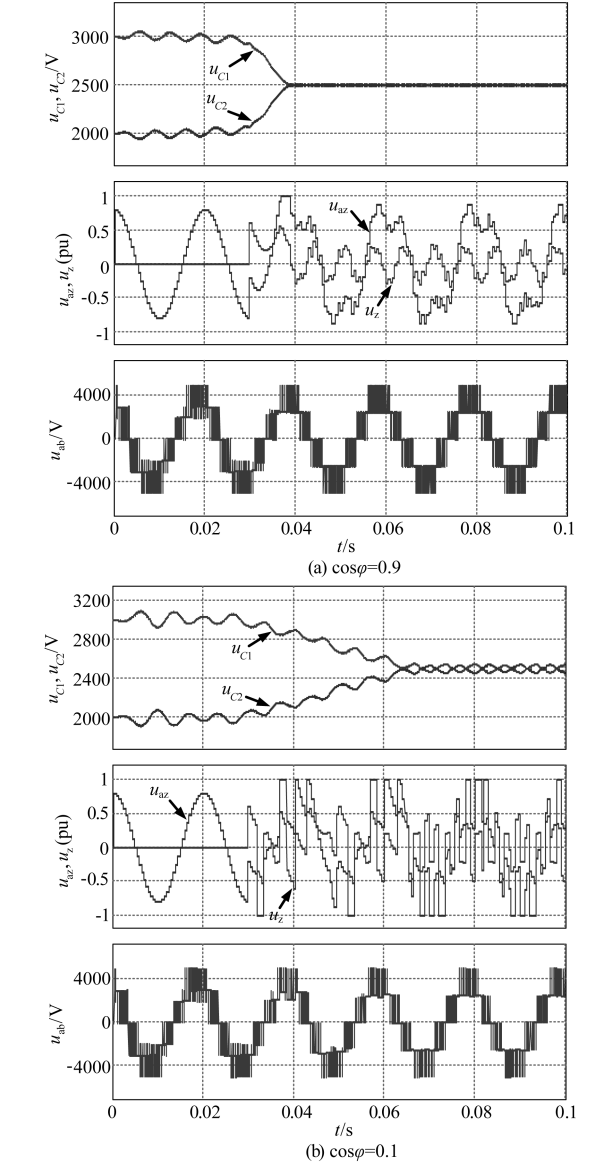 3000
2500
2000
uC1, uC2/V
uC1
uC2
1
0.5
0
-0.5
-1
uaz, uz (pu)
uaz
uz
4000
0
-4000
uab/V
0 0.02 0.04 0.06 0.08 0.1
t/s
(a) cosφ=0.9
3200
2800
2400
2000
uC1, uC2/V
uC1
uC2
1
0.5
0
-0.5
-1
uaz, uz (pu)
uaz
uz
4000
0
-4000
uab/V
0 0.02 0.04 0.06 0.08 0.1
t/s
(b) cosφ=0.1